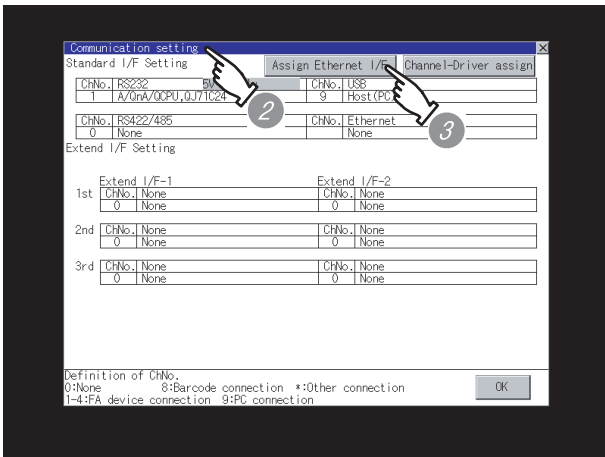 Communication setting
Standard I/F Setting
Assign Ethernet I/F
Channel-Driver assign
ChNo. RS232 5V
1 A/QnA/QCPU,QJ71C24
ChNo. USB
9 Host(PC)
2
3
ChNo. RS422/485
0 None
ChNo. Ethernet
None
Extend I/F Setting
Extend I/F-1
Extend I/F-2
1st ChNo. None
0 None
ChNo. None
0 None
2nd ChNo. None
0 None
ChNo. None
0 None
3rd ChNo. None
0 None
ChNo. None
0 None
Definition of ChNo.
0:None 8:Barcode connection *:Other connection
1-4:FA device connection 9:PC connection
OK